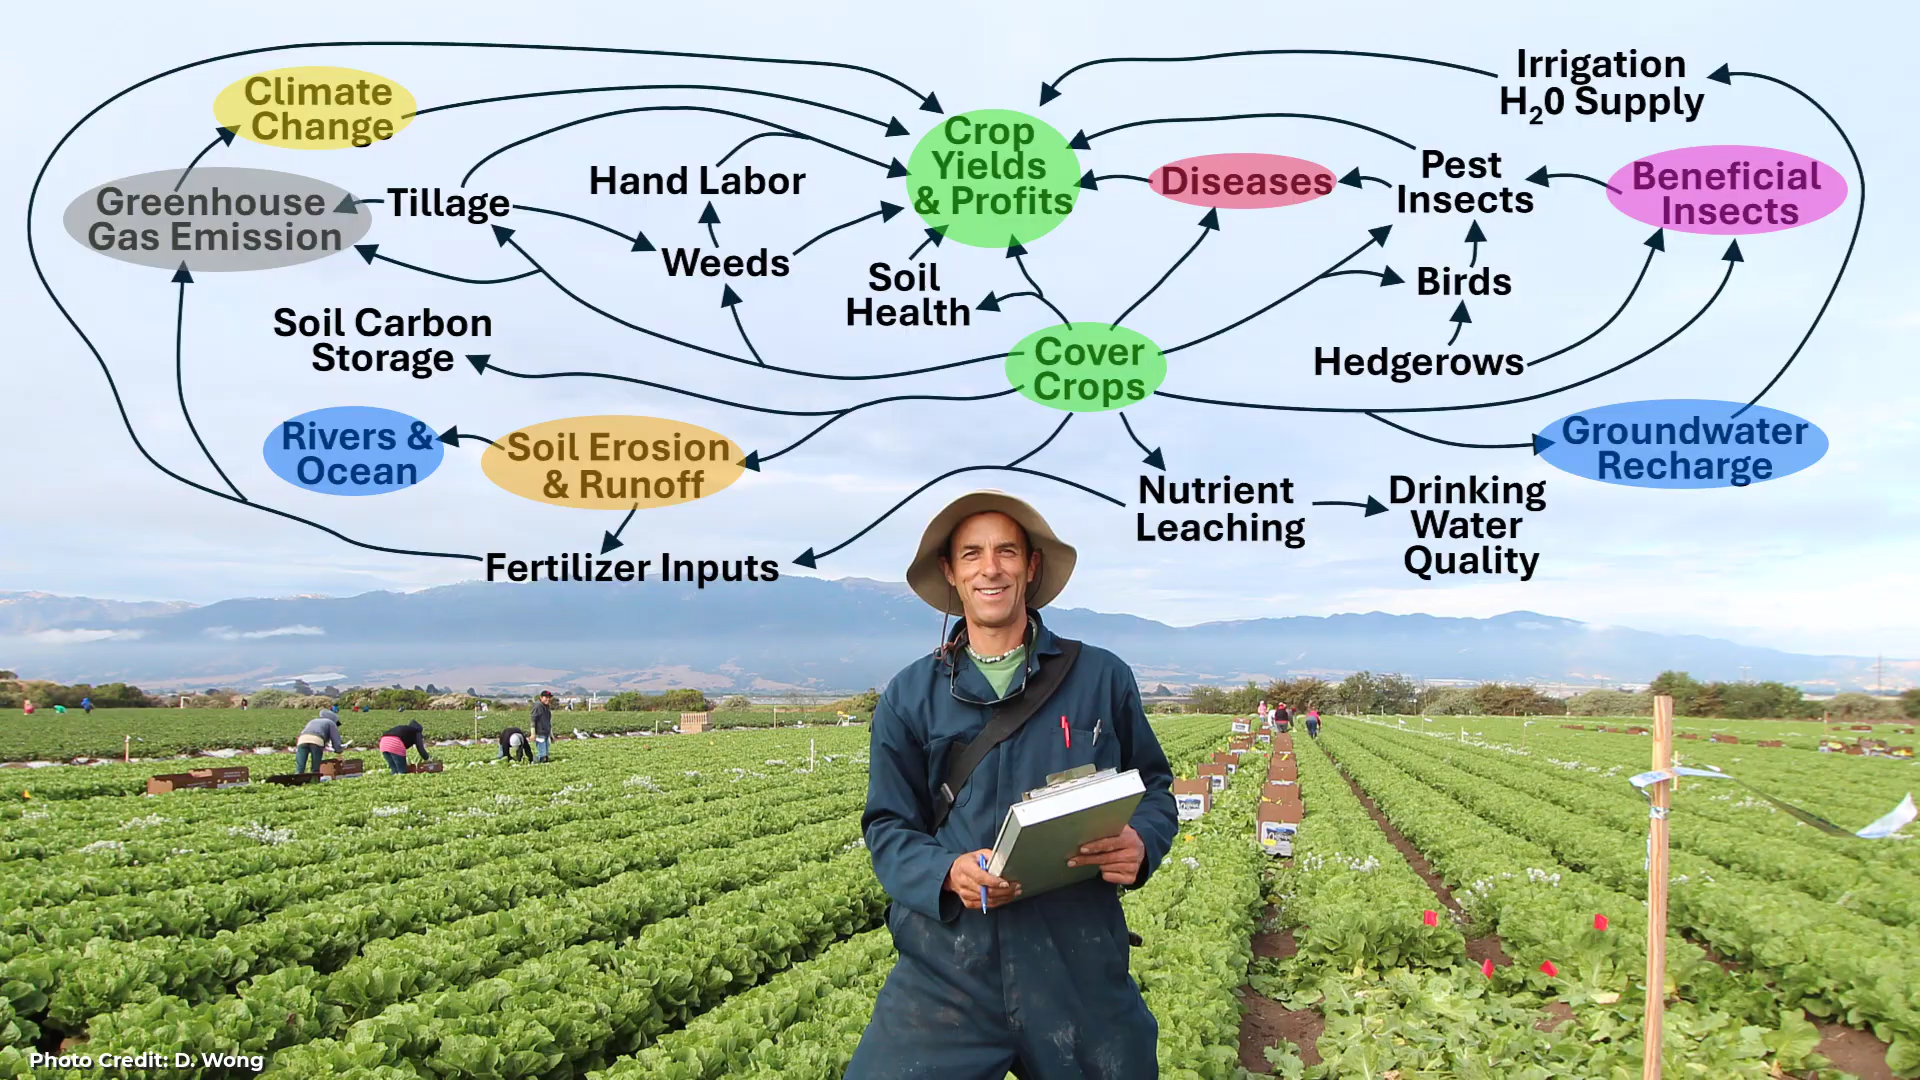 Climate
Change
Greenhouse
Gas Emission
Tillage
Hand Labor
Weeds
Crop
Yields
& Profits
Soil
Health
Diseases
Irrigation
H₂0 Supply
Pest
Insects
Beneficial
Insects
Birds
Hedgerows
Soil Carbon
Storage
Cover
Crops
Rivers &
Ocean
Soil Erosion
& Runoff
Groundwater
Recharge
Nutrient
Leaching
Drinking
Water
Quality
Fertilizer Inputs
Photo Credit: D. Wong